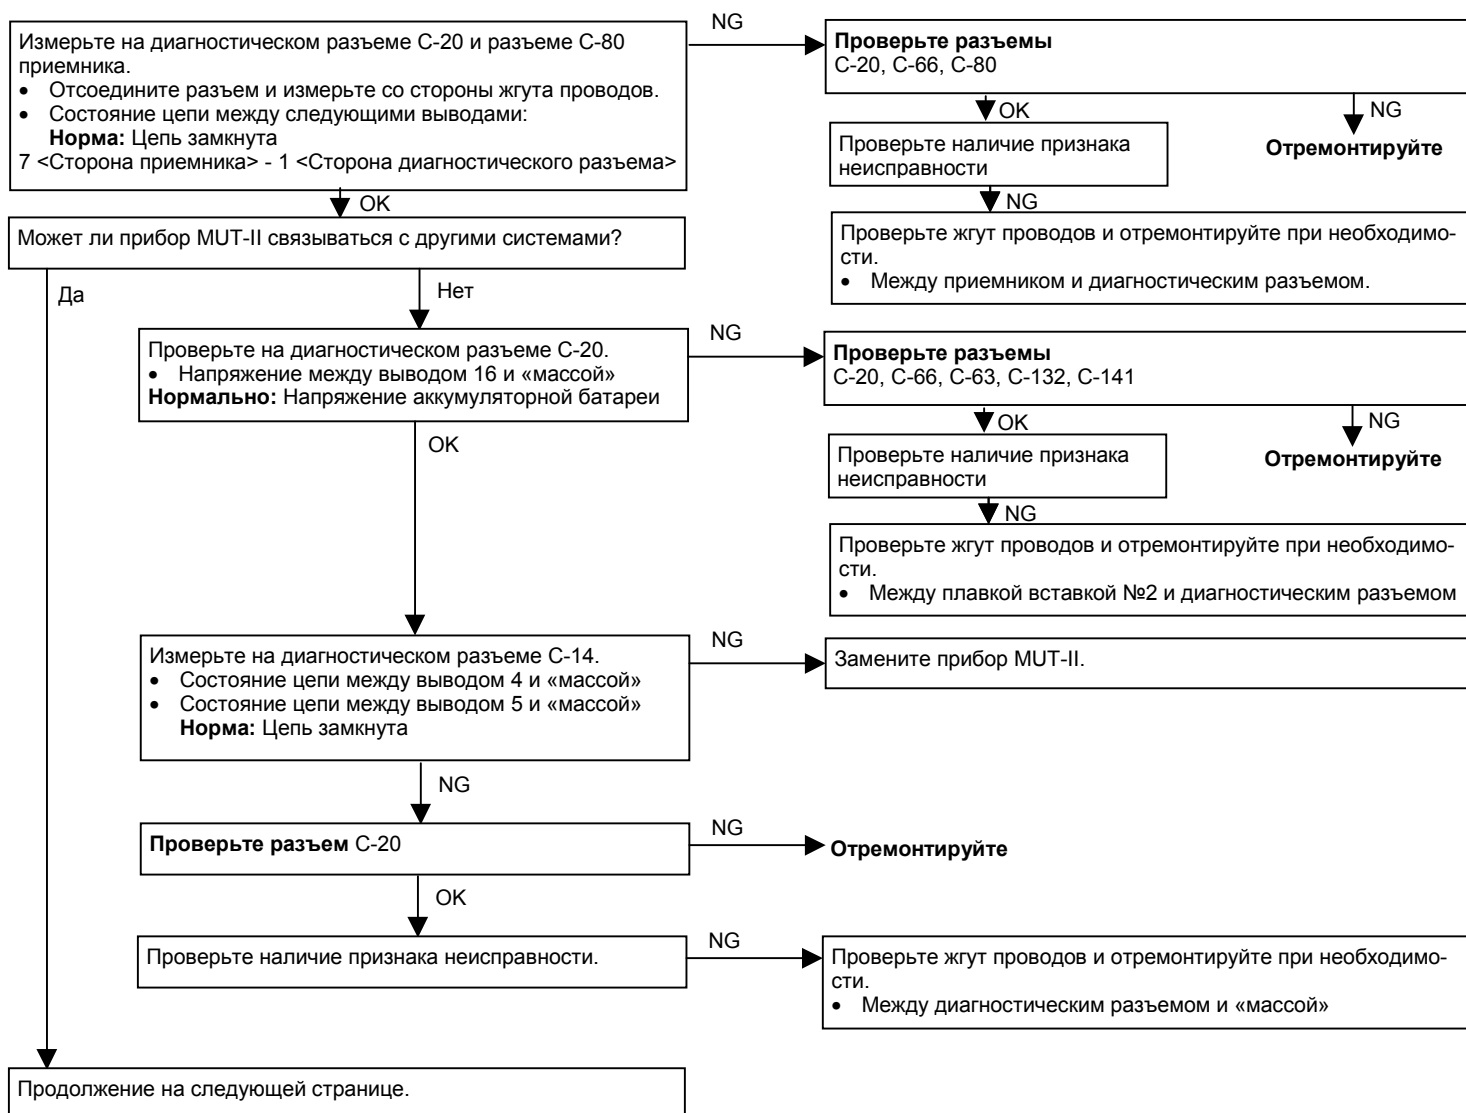 Измерьте на диагностическом разъеме С-20 и разъеме С-80
приемника.
• Отсоедините разъем и измерьте со стороны жгута проводов.
• Состояние цепи между следующими выводами:
Норма: Цепь замкнута
7 <Сторона приемника> - 1 <Сторона диагностического разъема>
NG
Проверьте разъемы
С-20, С-66, С-80
OK
NG
Проверьте наличие признака
неисправности
Отремонтируйте
NG
Проверьте жгут проводов и отремонтируйте при необходимо-
сти.
• Между приемником и диагностическим разъемом.
OK
Может ли прибор MUT-II связываться с другими системами?
Да
Нет
Проверьте на диагностическом разъеме С-20.
• Напряжение между выводом 16 и «массой»
Нормально: Напряжение аккумуляторной батареи
NG
Проверьте разъемы
С-20, С-66, С-63, С-132, С-141
OK
NG
Проверьте наличие признака
неисправности
Отремонтируйте
NG
Проверьте жгут проводов и отремонтируйте при необходимо-
сти.
• Между плавкой вставкой №2 и диагностическим разъемом
OK
Измерьте на диагностическом разъеме С-14.
• Состояние цепи между выводом 4 и «массой»
• Состояние цепи между выводом 5 и «массой»
Норма: Цепь замкнута
NG
Замените прибор MUT-II.
NG
Проверьте разъем С-20
NG
Отремонтируйте
OK
Проверьте наличие признака неисправности.
NG
Проверьте жгут проводов и отремонтируйте при необходимо-
сти.
• Между диагностическим разъемом и «массой»
Продолжение на следующей странице.